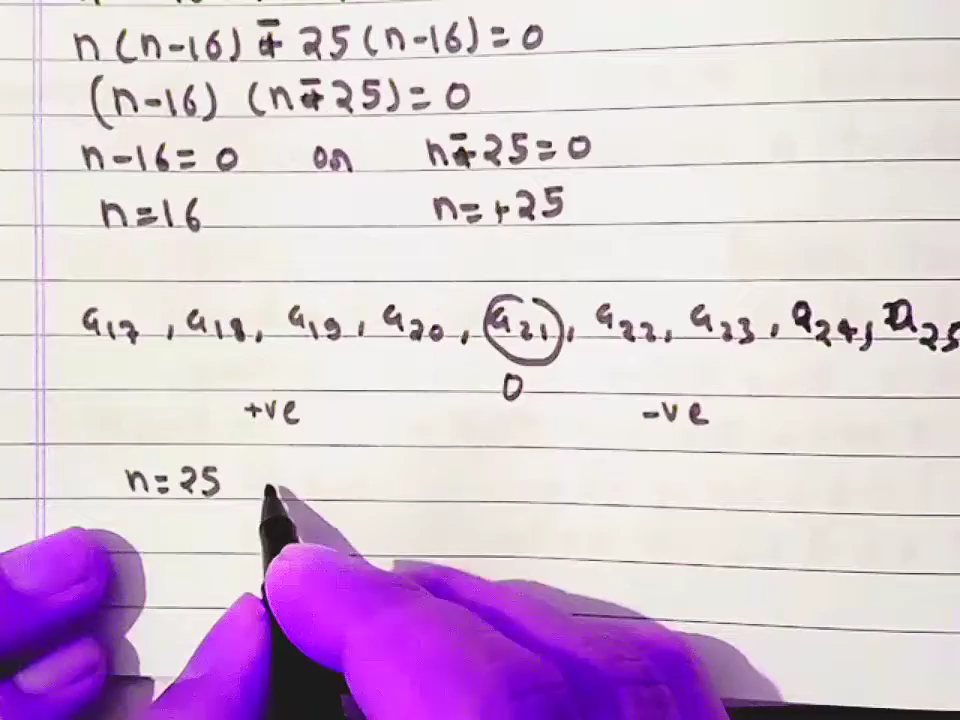 n(n-16) - 25(n-16) = 0
(n-16) (n-25) = 0
n-16 = 0 or n-25 = 0
n = 16 n = +25
a17, a18, a19, a20, a21, a22, a23, a24, a25
0
+ve -ve
n = 25